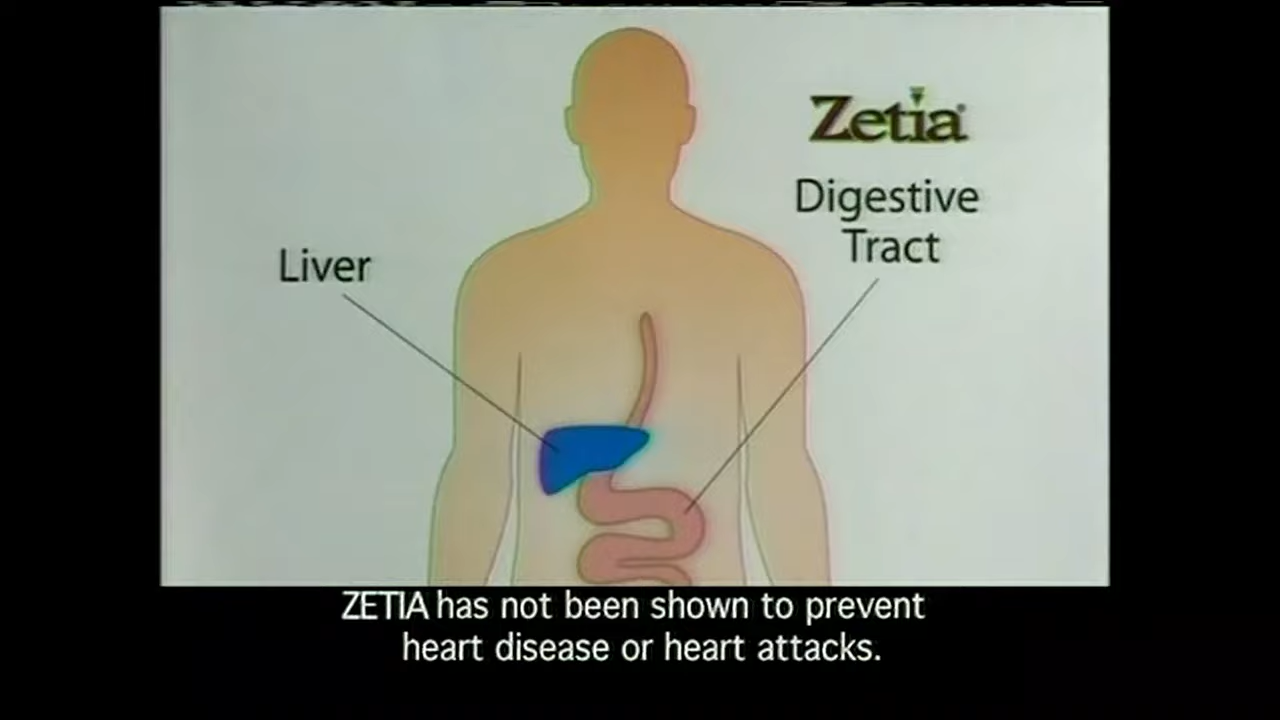 Zetia®
Digestive
Tract
Liver
ZETIA has not been shown to prevent
heart disease or heart attacks.